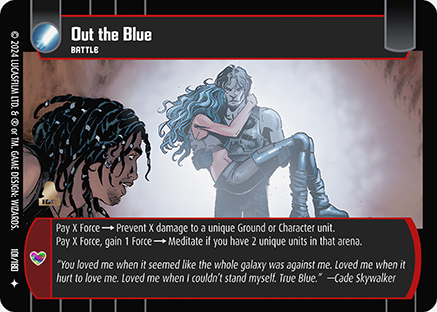 Out the Blue
BATTLE
© 2024 LUCASFILM LTD. & ® or TM. GAME DESIGN: WIZARDS.
Pay X Force → Prevent X damage to a unique Ground or Character unit.
Pay X Force, gain 1 Force → Meditate if you have 2 unique units in that arena.
"You loved me when it seemed like the whole galaxy was against me. Loved me when it
hurt to love me. Loved me when I couldn't stand myself. True Blue." —Cade Skywalker